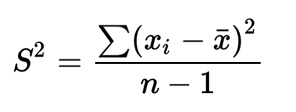 S² = ∑(xᵢ − x̄)² / n − 1